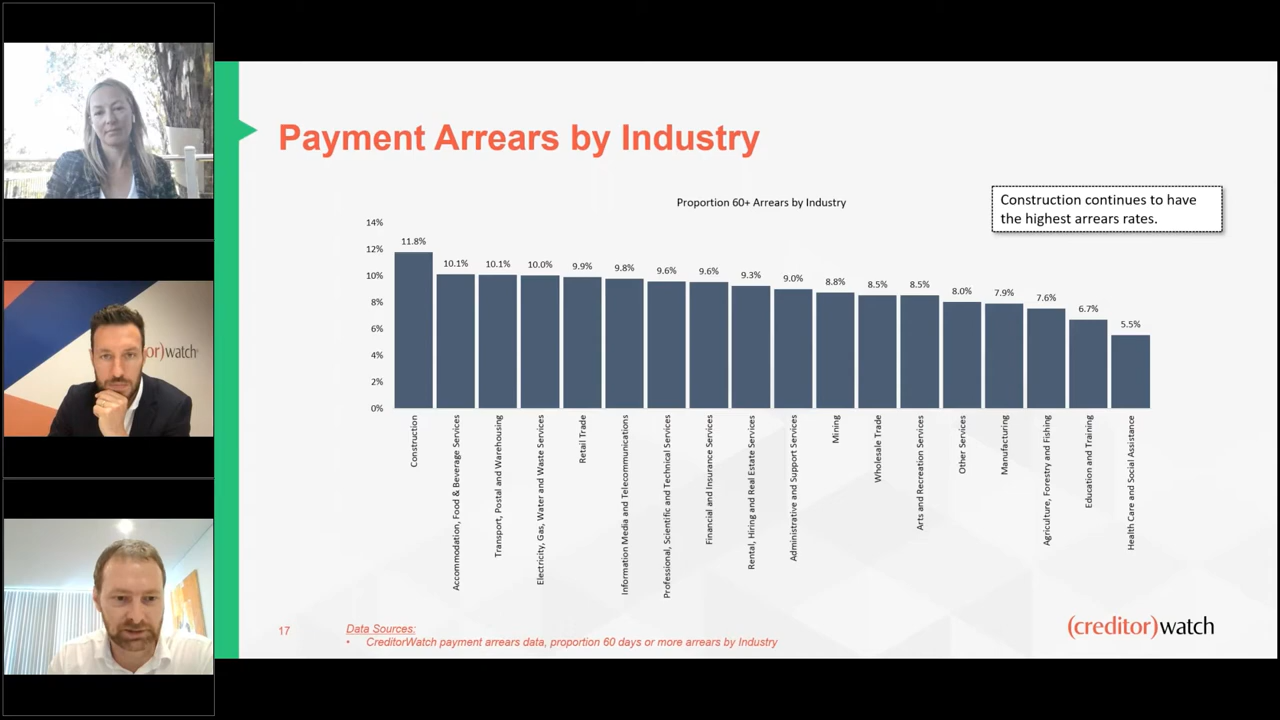 Payment Arrears by Industry
Proportion 60+ Arrears by Industry
Construction continues to have
the highest arrears rates.
14%
12%
10%
8%
6%
4%
2%
0%
11.8%
10.1%
10.1%
10.0%
9.9%
9.8%
9.6%
9.6%
9.3%
9.0%
8.8%
8.5%
8.5%
8.0%
7.9%
7.6%
6.7%
5.5%
Construction
Accommodation, Food & Beverage Services
Transport, Postal and Warehousing
Electricity, Gas, Water and Waste Services
Retail Trade
Information Media and Telecommunications
Professional, Scientific and Technical Services
Financial and Insurance Services
Rental, Hiring and Real Estate Services
Administrative and Support Services
Mining
Wholesale Trade
Arts and Recreation Services
Other Services
Manufacturing
Agriculture, Forestry and Fishing
Education and Training
Health Care and Social Assistance
17
Data Sources:
• CreditorWatch payment arrears data, proportion 60 days or more arrears by Industry
(creditor)watch
or)watch